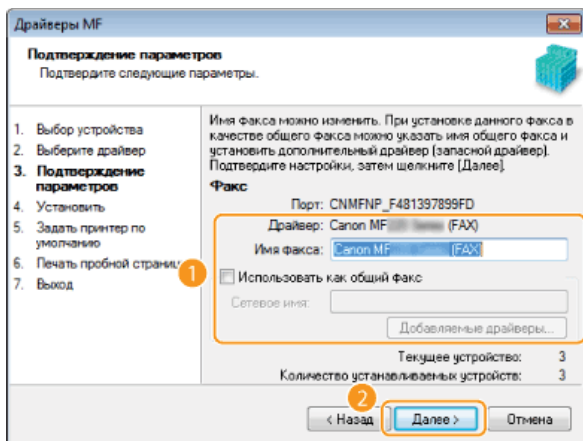 Драйверы MF
Подтверждение параметров
Подтвердите следующие параметры.
1. Выбор устройства
2. Выберите драйвер
3. Подтверждение
параметров
4. Установить
5. Задать принтер по
умолчанию
6. Печать пробной страниц
7. Выход
Имя факса можно изменить. При установке данного факса в
качестве общего факса можно указать имя общего факса и
установить дополнительный драйвер (запасной драйвер).
Подтвердите настройки, затем щелкните [Далее].
Факс
Порт: CNMFNP_F481397899FD
Драйвер: Canon MF (FAX)
Имя факса: Canon MF (FAX)
1
Использовать как общий факс
Сетевое имя:
Добавляемые драйверы...
Текущее устройство: 3
Количество устанавливаемых устройств: 3
2
< Назад Далее > Отмена